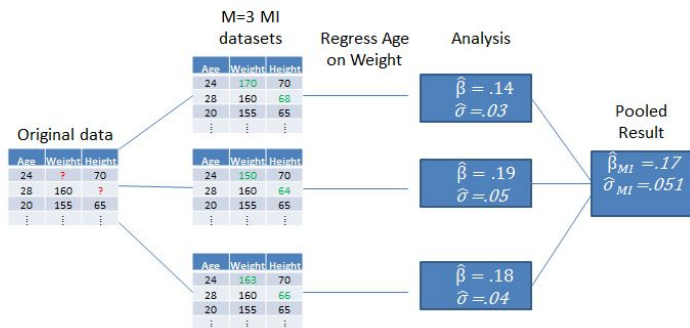 M=3 MI
datasets
Regress Age
on Weight
Analysis
Original data
Age Weight Height
24 ? 70
28 160 ?
20 155 65
⋮ ⋮ ⋮
Age Weight Height
24 170 70
28 160 68
20 155 65
⋮ ⋮ ⋮
Age Weight Height
24 150 70
28 160 64
20 155 65
⋮ ⋮ ⋮
Age Weight Height
24 163 70
28 160 66
20 155 65
⋮ ⋮ ⋮
β̂ = .14
σ̂ =.03
β̂ = .19
σ̂ =.05
β̂ = .18
σ̂ =.04
Pooled
Result
β̂MI =.17
σ̂ MI =.051